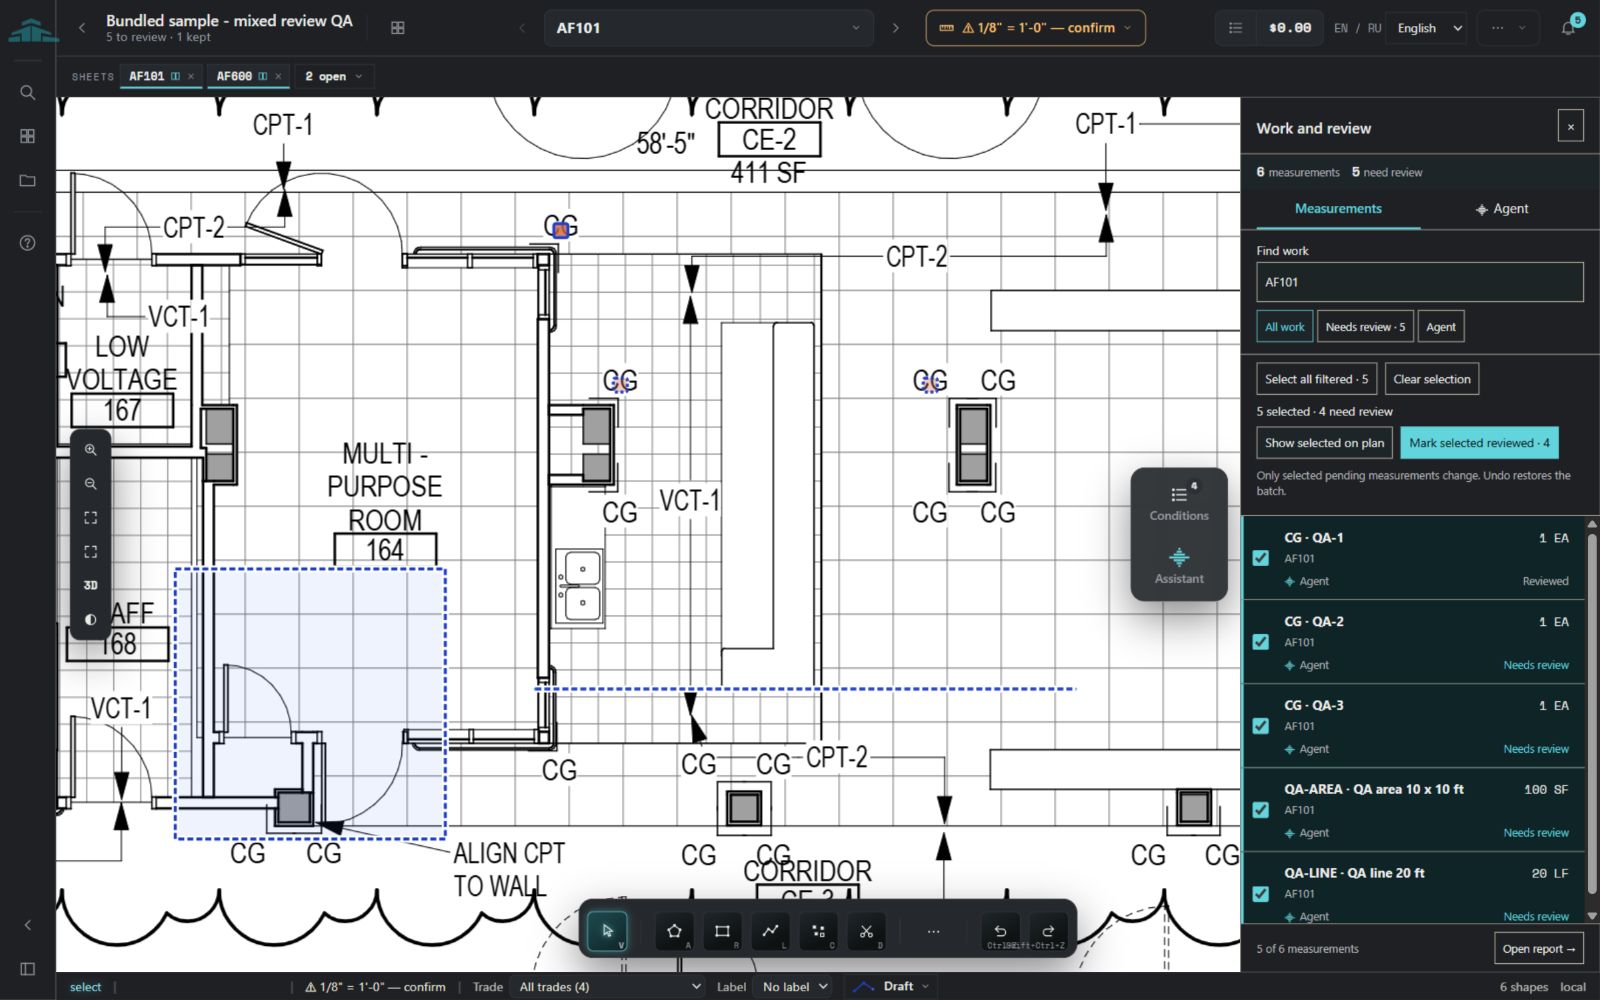 Bundled sample - mixed review QA
5 to review · 1 kept
AF101
⚠ 1/8" = 1'-0" — confirm
$0.00
EN / RU
English
5
SHEETS
AF101
AF600
2 open
CPT-1
58'-5"
CORRIDOR
CE-2
411 SF
CPT-1
CPT-2
CG
CPT-2
VCT-1
LOW
VOLTAGE
167
CG
CG
CG
MULTI -
PURPOSE
ROOM
164
VCT-1
CG
CG
CG
3D
AFF
168
VCT-1
CG
CG
CG
CPT-2
CG
CG
ALIGN CPT
TO WALL
CG
CG
CORRIDOR
CG
CG
4
Conditions
Assistant
V
A
R
L
C
D
Work and review
6 measurements 5 need review
Measurements
Agent
Find work
AF101
All work
Needs review · 5
Agent
Select all filtered · 5
Clear selection
5 selected · 4 need review
Show selected on plan
Mark selected reviewed · 4
Only selected pending measurements change. Undo restores the
batch.
CG · QA-1
1 EA
AF101
Agent
Reviewed
CG · QA-2
1 EA
AF101
Agent
Needs review
CG · QA-3
1 EA
AF101
Agent
Needs review
QA-AREA · QA area 10 x 10 ft
100 SF
AF101
Agent
Needs review
QA-LINE · QA line 20 ft
20 LF
AF101
Agent
Needs review
5 of 6 measurements
Open report →
select
⚠ 1/8" = 1'-0" — confirm
Trade
All trades (4)
Label
No label
Draft
6 shapes
local